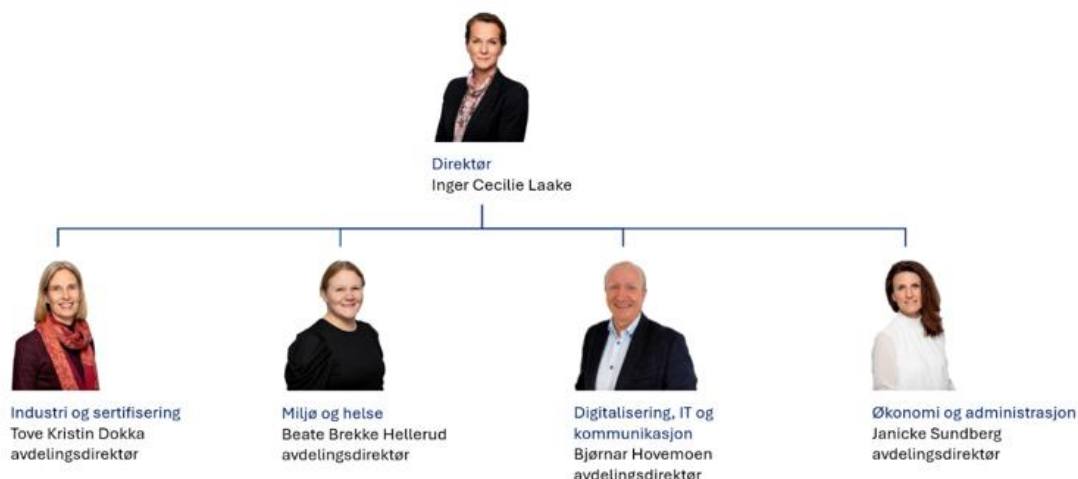 Direktør
Inger Cecilie Laake
Industri og sertifisering
Tove Kristin Dokka
avdelingsdirektør
Miljø og helse
Beate Brekke Hellerud
avdelingsdirektør
Digitalisering, IT og
kommunikasjon
Bjørnar Hovemoen
avdelingsdirektør
Økonomi og administrasjon
Janicke Sundberg
avdelingsdirektør